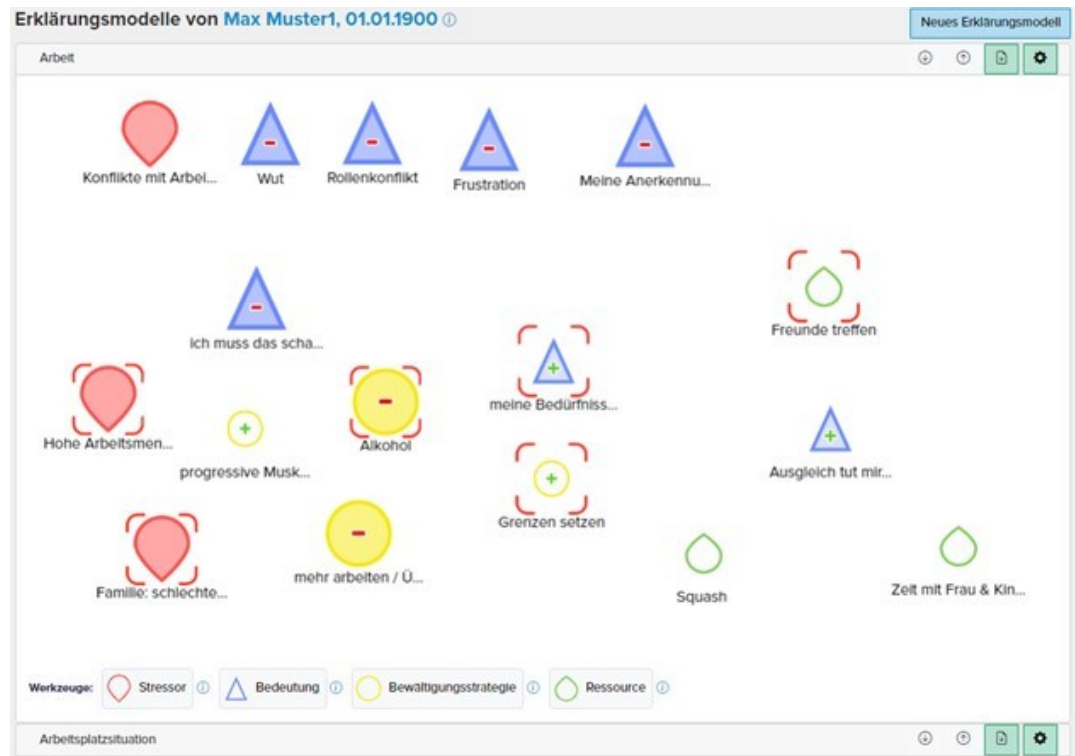 Erklärungsmodelle von Max Muster1, 01.01.1900
Neues Erklärungsmodell
Arbeit
Konflikte mit Arbei...
Wut
Rollenkonflikt
Frustration
Meine Anerkennu...
Freunde treffen
ich muss das scha...
meine Bedürfniss...
Hohe Arbeitsmen...
Alkohol
progressive Musk...
Ausgleich tut mir...
Grenzen setzen
Familie: schlechte...
mehr arbeiten / Ü...
Squash
Zeit mit Frau & Kin...
Werkzeuge: Stressor Bedeutung Bewältigungsstrategie Ressource
Arbeitsplatzsituation